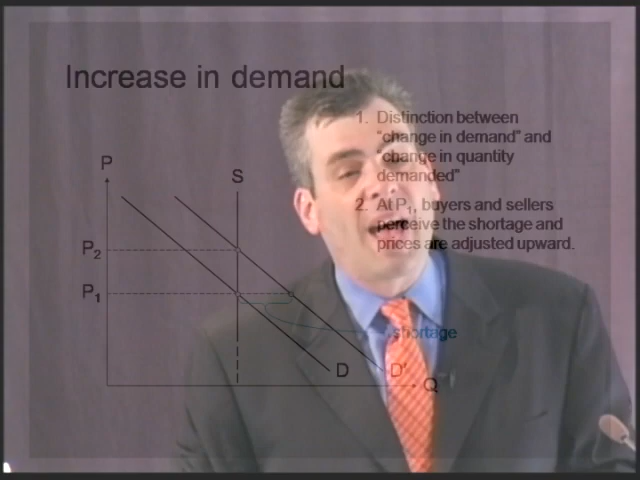 Increase in demand
1. Distinction between
"change in demand" and
"change in quantity
demanded"
2. At P₁, buyers and sellers
perceive the shortage and
prices are adjusted upward.
P
S
P₂
P₁
shortage
D
D'
Q